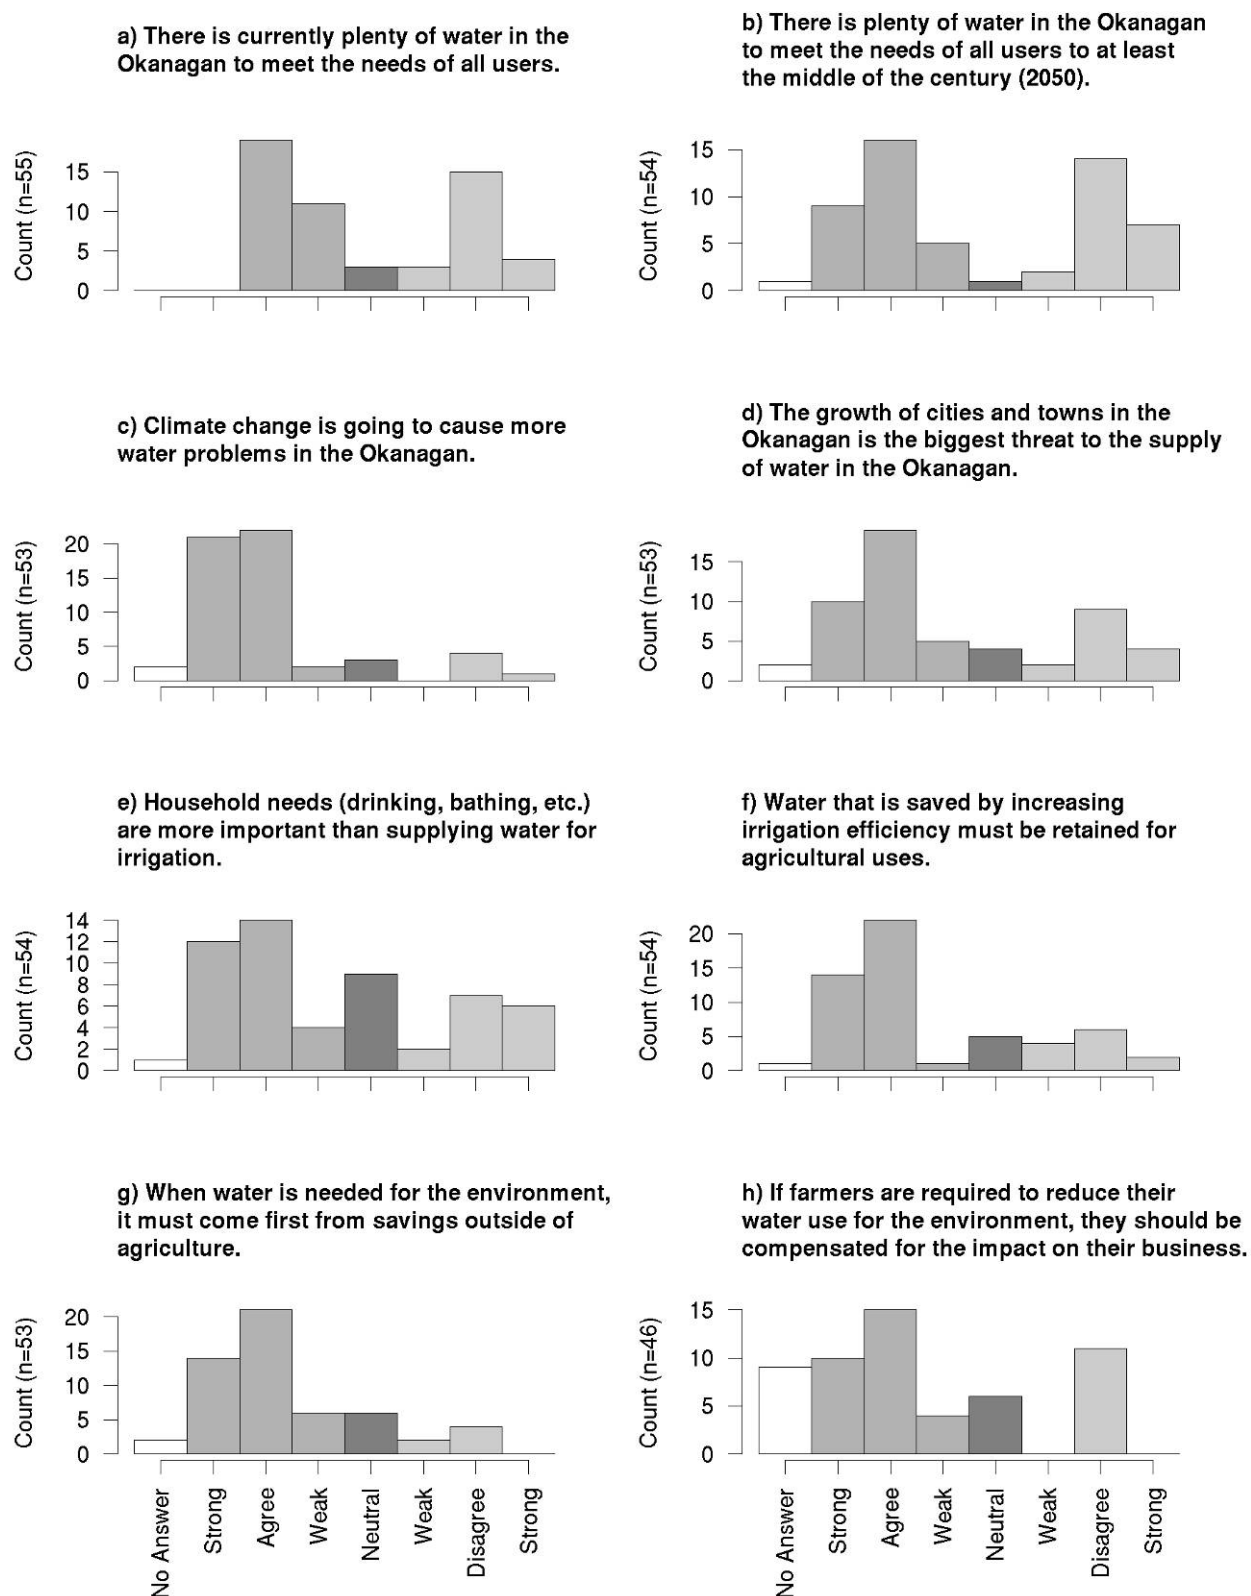 a) There is currently plenty of water in the
Okanagan to meet the needs of all users.
Count (n=55)
15
10
5
0
b) There is plenty of water in the Okanagan
to meet the needs of all users to at least
the middle of the century (2050).
Count (n=54)
15
10
5
0
c) Climate change is going to cause more
water problems in the Okanagan.
Count (n=53)
20
15
10
5
0
d) The growth of cities and towns in the
Okanagan is the biggest threat to the supply
of water in the Okanagan.
Count (n=53)
15
10
5
0
e) Household needs (drinking, bathing, etc.)
are more important than supplying water for
irrigation.
Count (n=54)
14
12
10
8
6
4
2
0
f) Water that is saved by increasing
irrigation efficiency must be retained for
agricultural uses.
Count (n=54)
20
15
10
5
0
g) When water is needed for the environment,
it must come first from savings outside of
agriculture.
Count (n=53)
20
15
10
5
0
No Answer
Strong
Agree
Weak
Neutral
Weak
Disagree
Strong
h) If farmers are required to reduce their
water use for the environment, they should be
compensated for the impact on their business.
Count (n=46)
15
10
5
0
No Answer
Strong
Agree
Weak
Neutral
Weak
Disagree
Strong